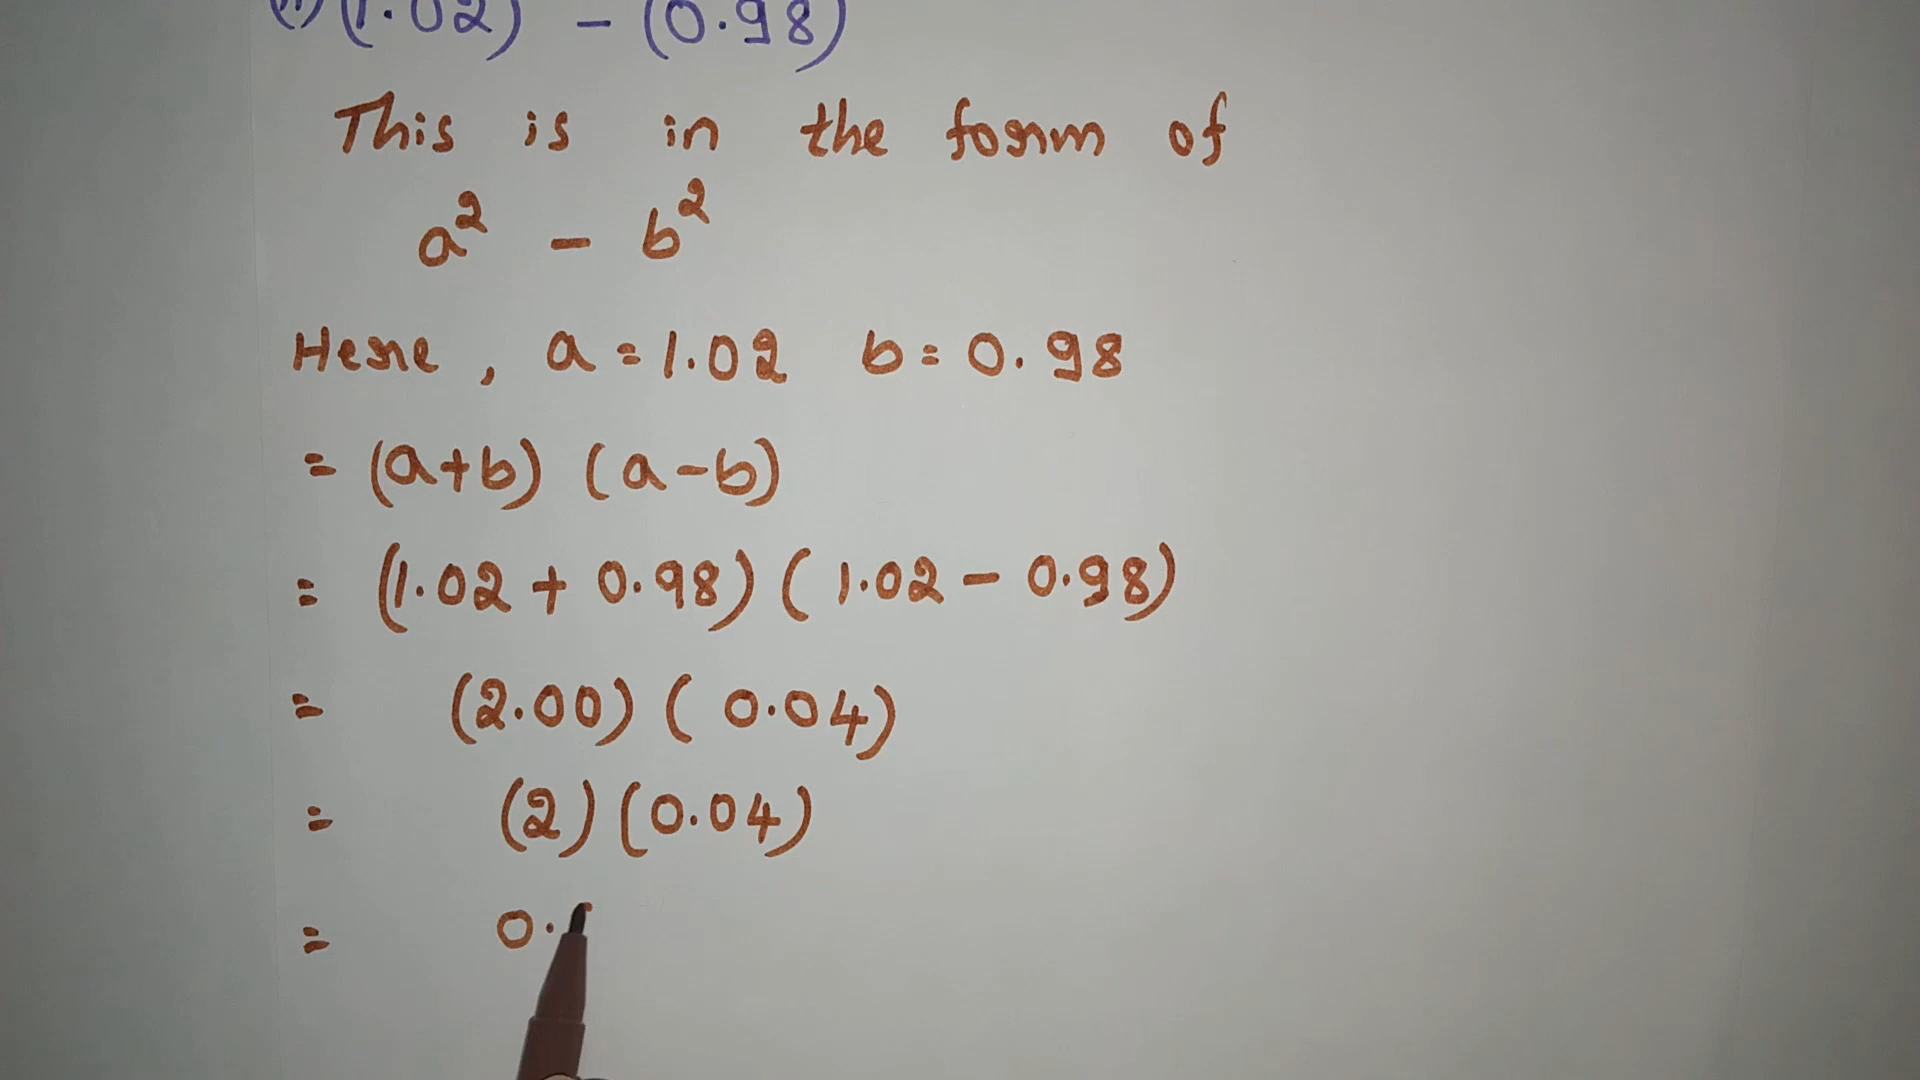 (1.02) - (0.98)
This is in the form of
a² - b²
Here, a = 1.02 b = 0.98
= (a+b) (a-b)
= (1.02 + 0.98) ( 1.02 - 0.98)
= (2.00) ( 0.04)
= (2) (0.04)
= 0.